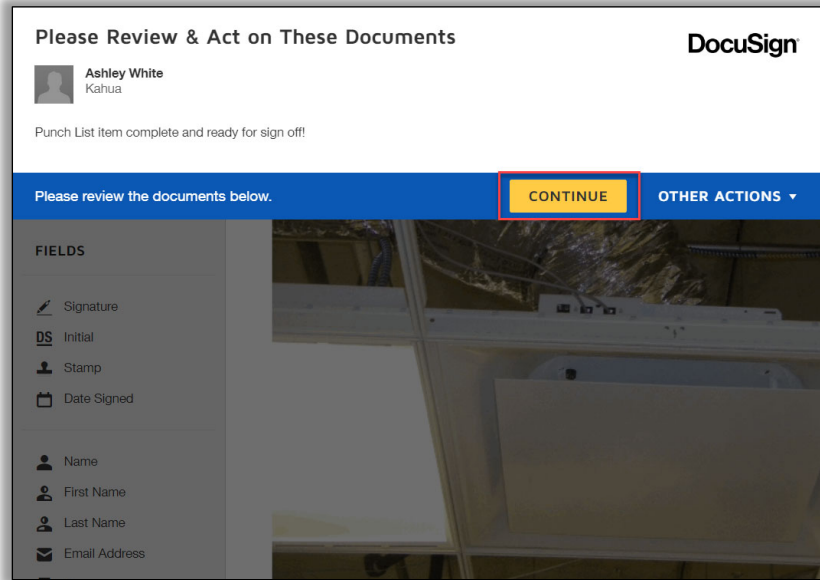 Please Review & Act on These Documents
DocuSign
Ashley White
Kahua
Punch List item complete and ready for sign off!
Please review the documents below.
CONTINUE
OTHER ACTIONS
FIELDS
Signature
DS Initial
Stamp
Date Signed
Name
First Name
Last Name
Email Address